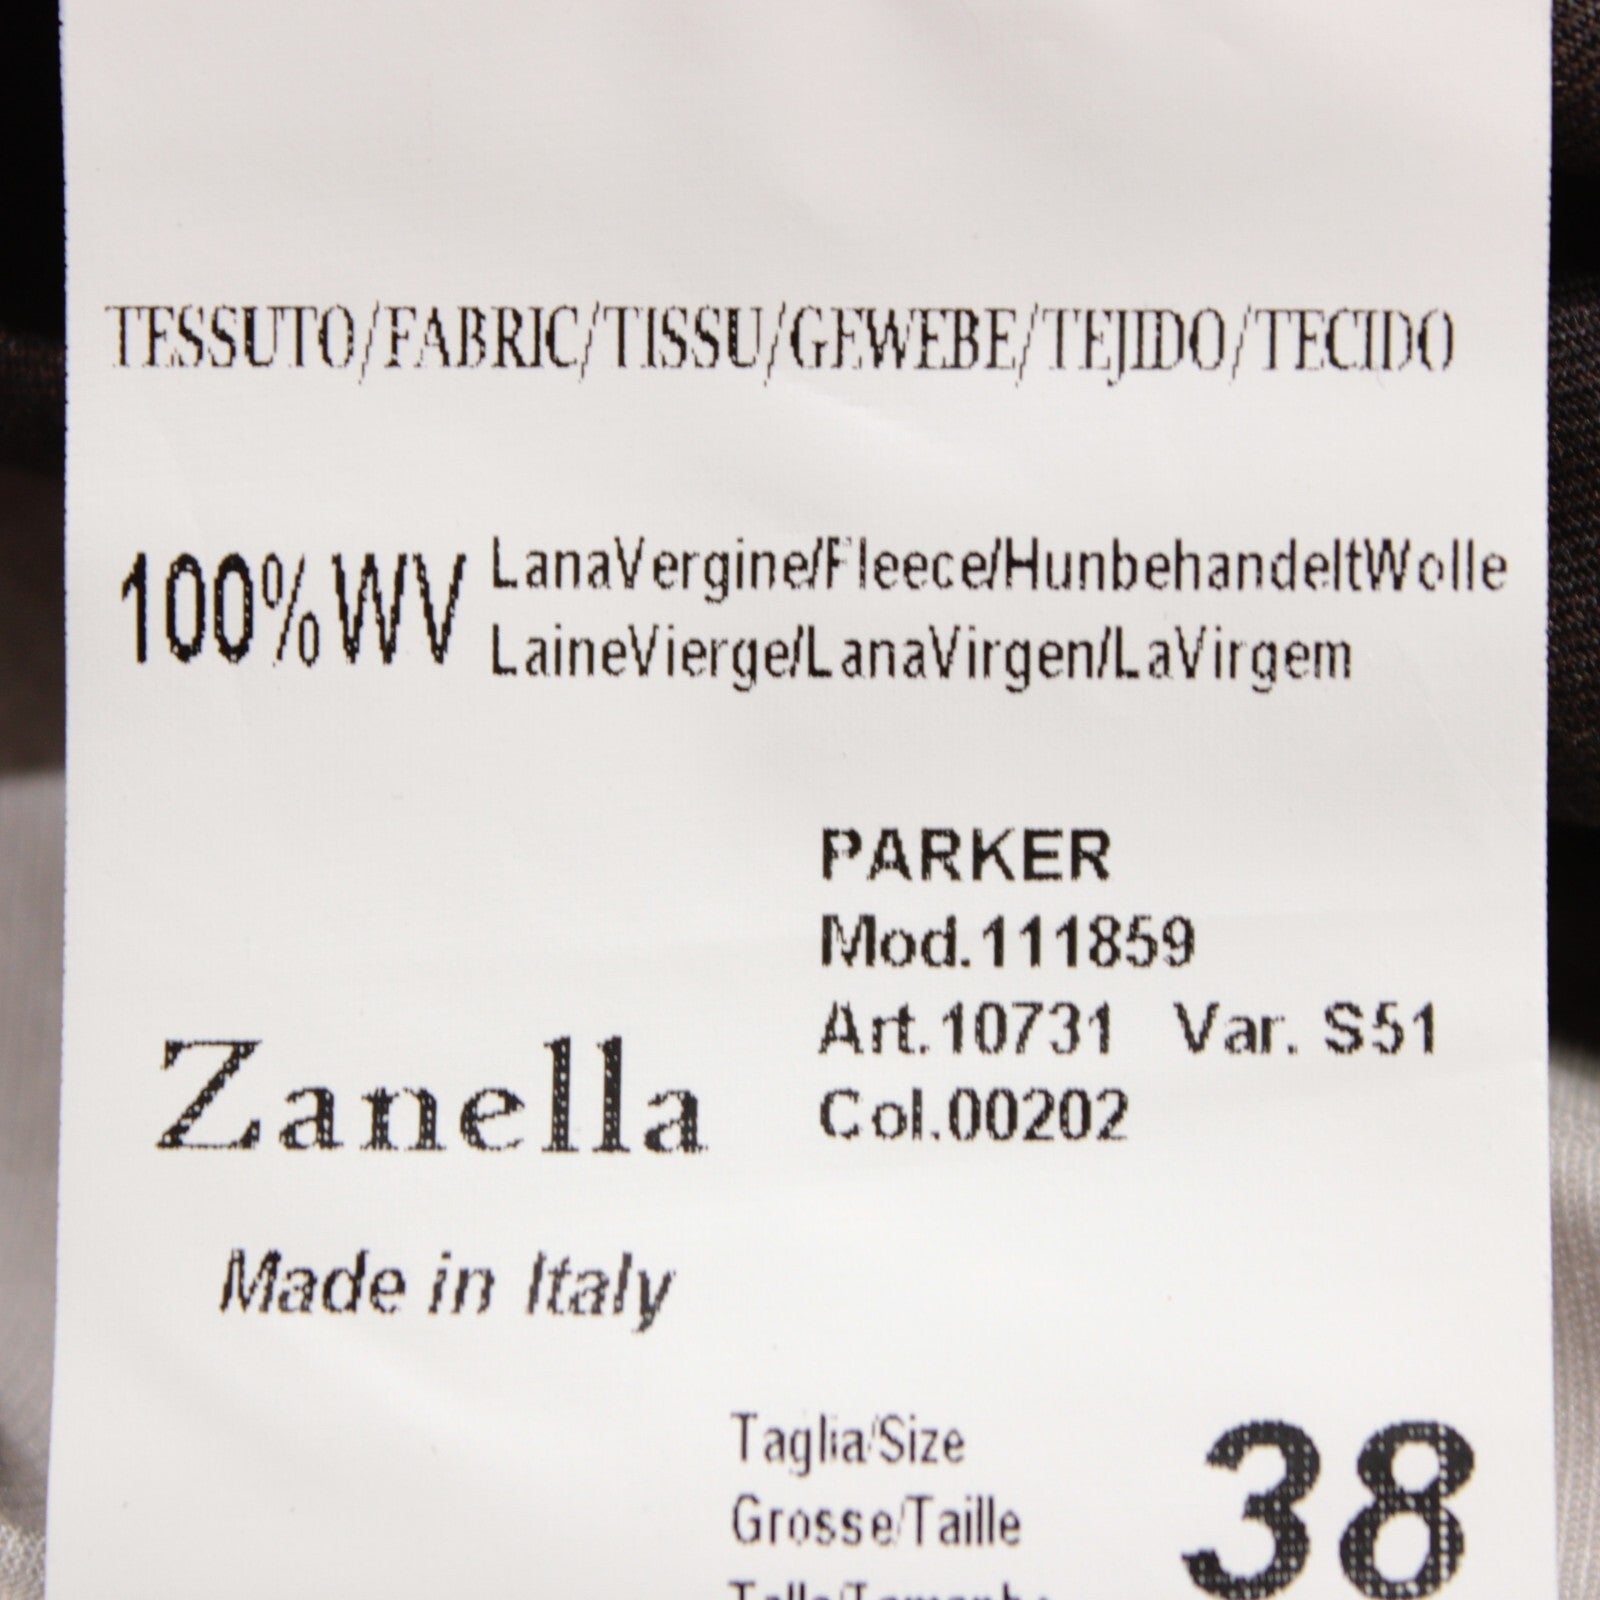 TESSUTO/FABRIC/TISSU/GEWEBE/TEJIDO/TECIDO
100%WV LanaVergine/Fleece/HunbehandeltWolle
LaineVierge/LanaVirgen/LaVirgem
PARKER
Mod.111859
Art.10731 Var. S51
Col.00202
Zanella
Made in Italy
Taglia/Size
Grosse/Taille
38